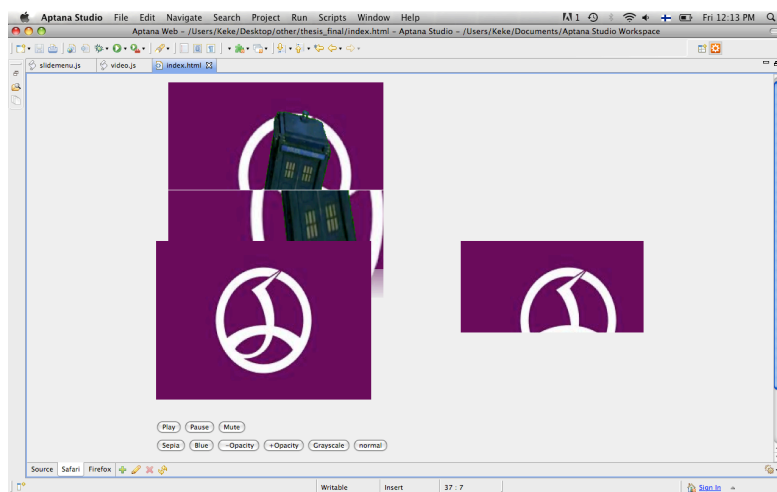 Aptana Studio File Edit Navigate Search Project Run Scripts Window Help 1 Fri 12:13 PM
Aptana Web - /Users/Keke/Desktop/other/thesis_final/index.html - Aptana Studio - /Users/Keke/Documents/Aptana Studio Workspace
slidemenu.js video.js index.html
Play Pause Mute
Sepia Blue -Opacity +Opacity Grayscale normal
Source Safari Firefox
Writable Insert 37 : 7 Sign In